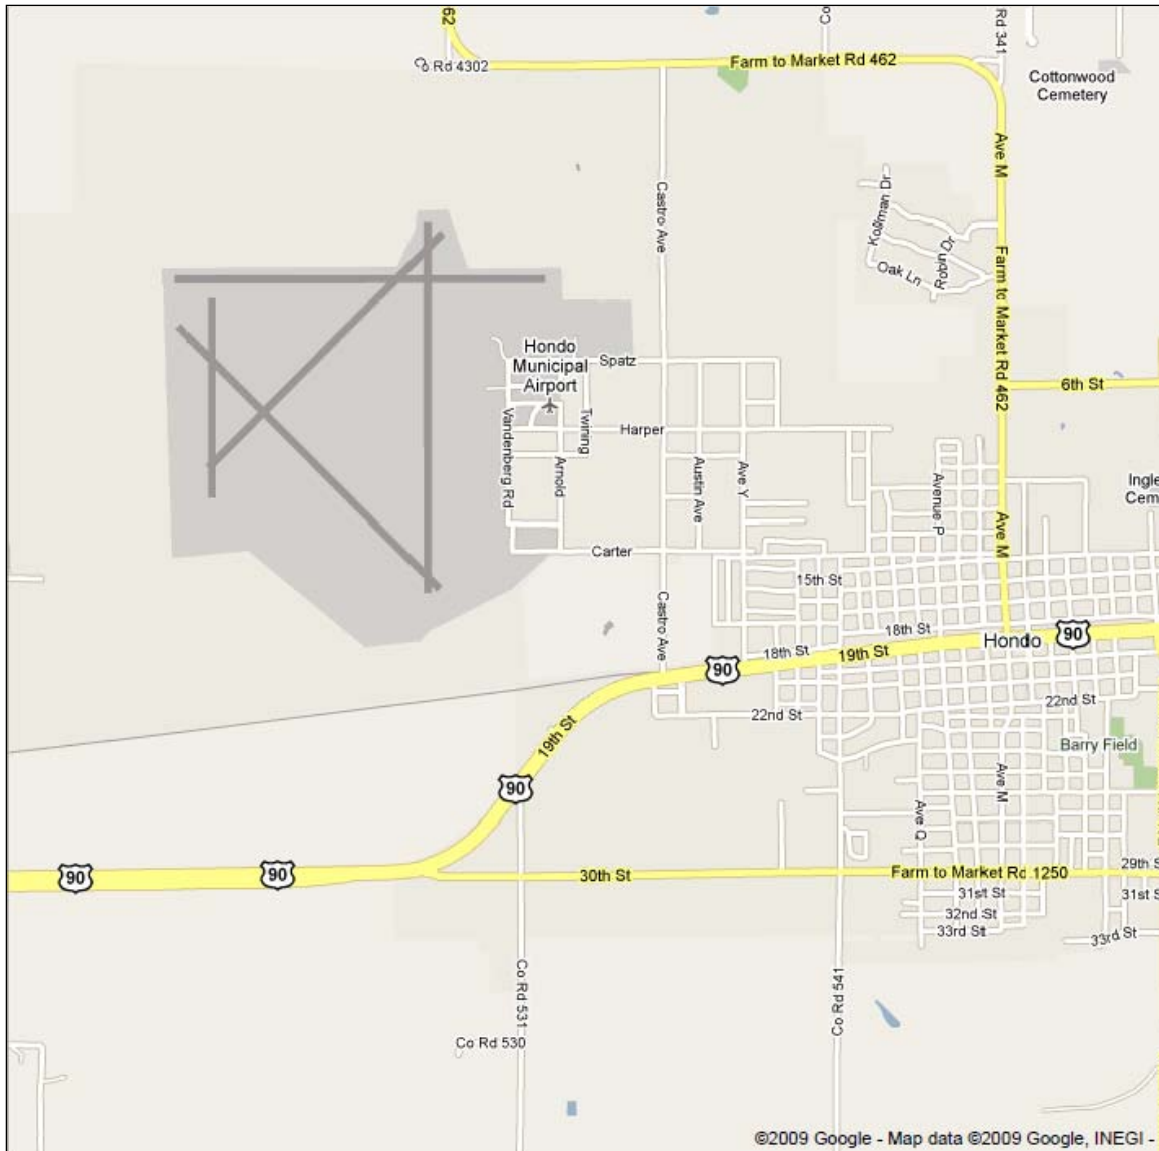 62
Co Rd 4302
Farm to Market Rd 462
Co
Rd 341
Cottonwood
Cemetery
Ave M
Castro Ave
Kollman Dr
Robin Dr
Oak Ln
Farm to Market Rd 462
Hondo
Municipal
Airport
Spatz
6th St
Twining
Harper
Vandenberg Rd
Arnold
Austin Ave
Ave Y
Avenue P
Ingle
Cem
Ave M
Carter
15th St
Castro Ave
18th St
18th St
19th St
90
Hondo
90
22nd St
22nd St
19th St
Barry Field
90
Ave M
Ave Q
90
90
30th St
Farm to Market Rd 1250
29th S
31st St
31st S
32nd St
33rd St
33rd St
Co Rd 531
Co Rd 541
Co Rd 530
©2009 Google - Map data ©2009 Google, INEGI -